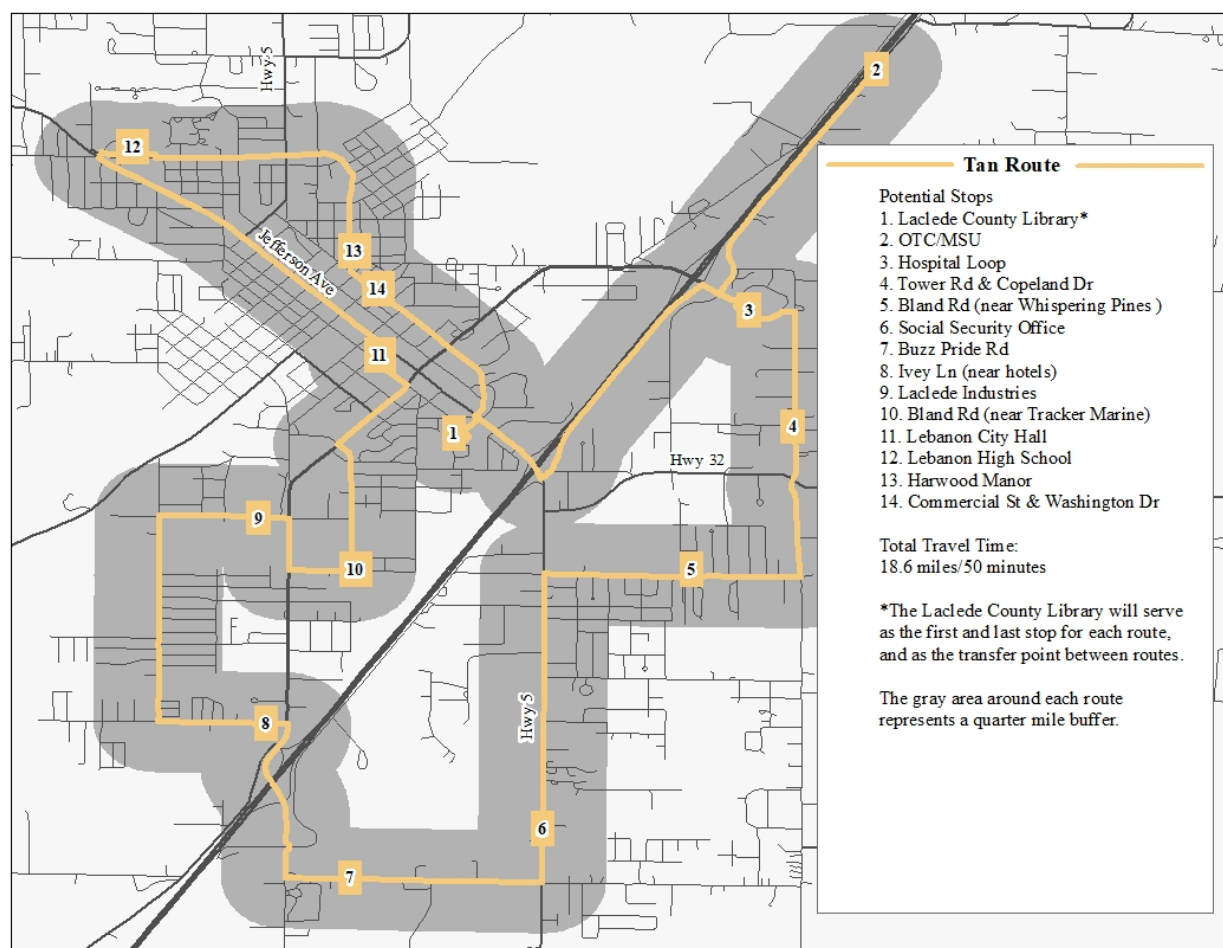 Hwy 5
2
12
Tan Route
Potential Stops
1. Laclede County Library*
2. OTC/MSU
3. Hospital Loop
4. Tower Rd & Copeland Dr
5. Bland Rd (near Whispering Pines )
6. Social Security Office
7. Buzz Pride Rd
8. Ivey Ln (near hotels)
9. Laclede Industries
10. Bland Rd (near Tracker Marine)
11. Lebanon City Hall
12. Lebanon High School
13. Harwood Manor
14. Commercial St & Washington Dr
Total Travel Time:
18.6 miles/50 minutes
*The Laclede County Library will serve
as the first and last stop for each route,
and as the transfer point between routes.
The gray area around each route
represents a quarter mile buffer.
Jefferson Ave
13
14
3
11
4
1
Hwy 32
9
10
5
Hwy 5
8
6
7